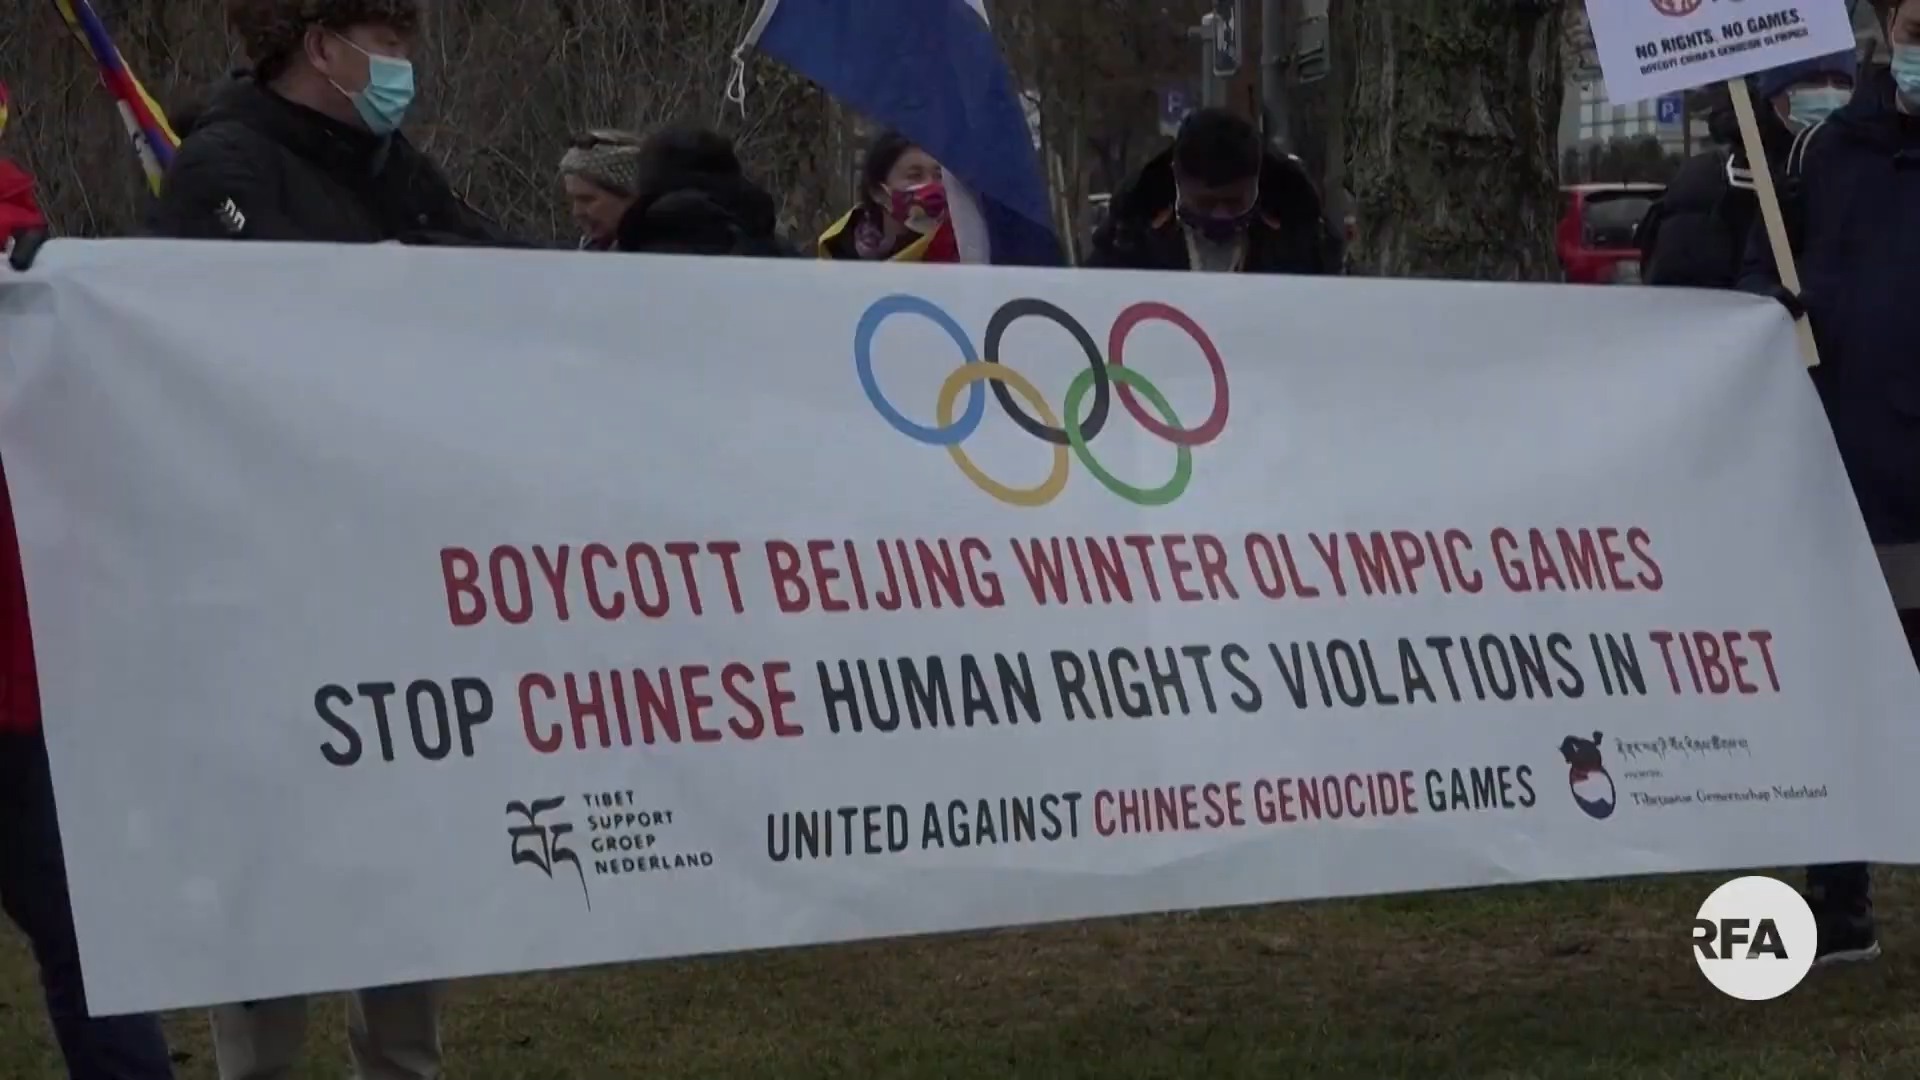 NO RIGHTS. NO GAMES.
BOYCOTT CHINA'S GENOCIDE OLYMPICS
P
BOYCOTT BEIJING WINTER OLYMPIC GAMES
STOP CHINESE HUMAN RIGHTS VIOLATIONS IN TIBET
UNITED AGAINST CHINESE GENOCIDE GAMES
TIBET
SUPPORT
GROEP
NEDERLAND
Tibetaanse Gemeenschap Nederland
RFA